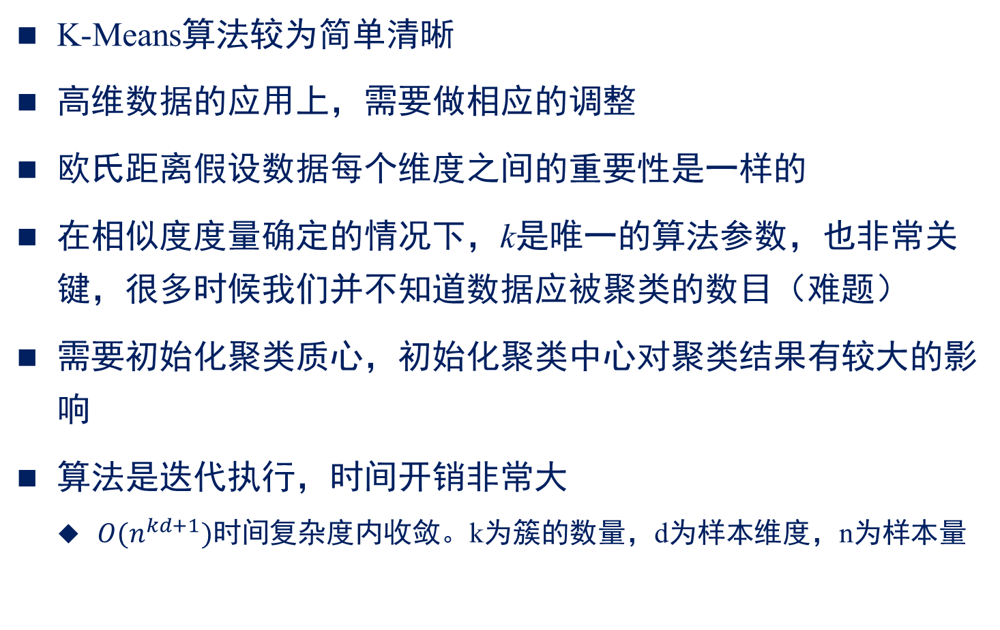 ■ K-Means算法较为简单清晰
■ 高维数据的应用上，需要做相应的调整
■ 欧氏距离假设数据每个维度之间的重要性是一样的
■ 在相似度度量确定的情况下，k是唯一的算法参数，也非常关
键，很多时候我们并不知道数据应被聚类的数目（难题）
■ 需要初始化聚类质心，初始化聚类中心对聚类结果有较大的影
响
■ 算法是迭代执行，时间开销非常大
◆ O(n^{kd+1})时间复杂度内收敛。k为簇的数量，d为样本维度，n为样本量